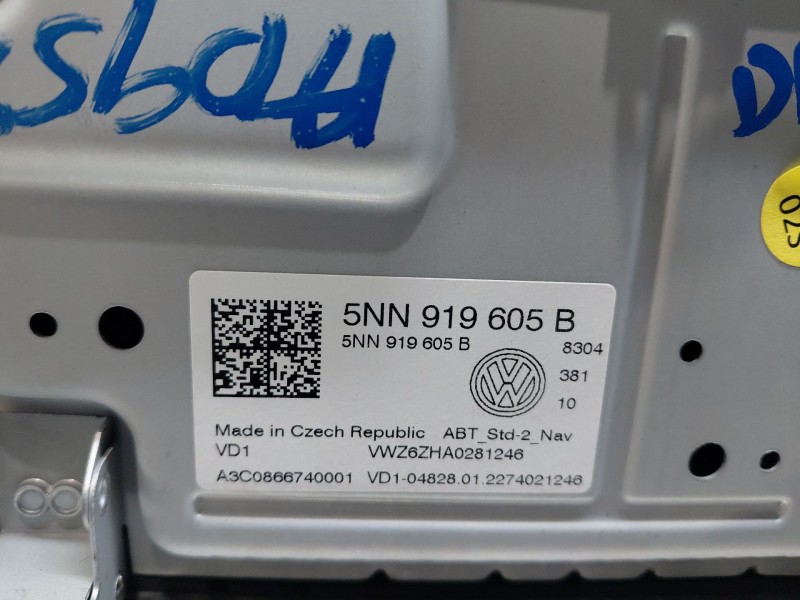 5NN 919 605 B
5NN 919 605 B
8304
381
10
Made in Czech Republic ABT_Std-2_Nav
VD1 VWZ6ZHA0281246
A3C0866740001 VD1-04828.01.2274021246
025